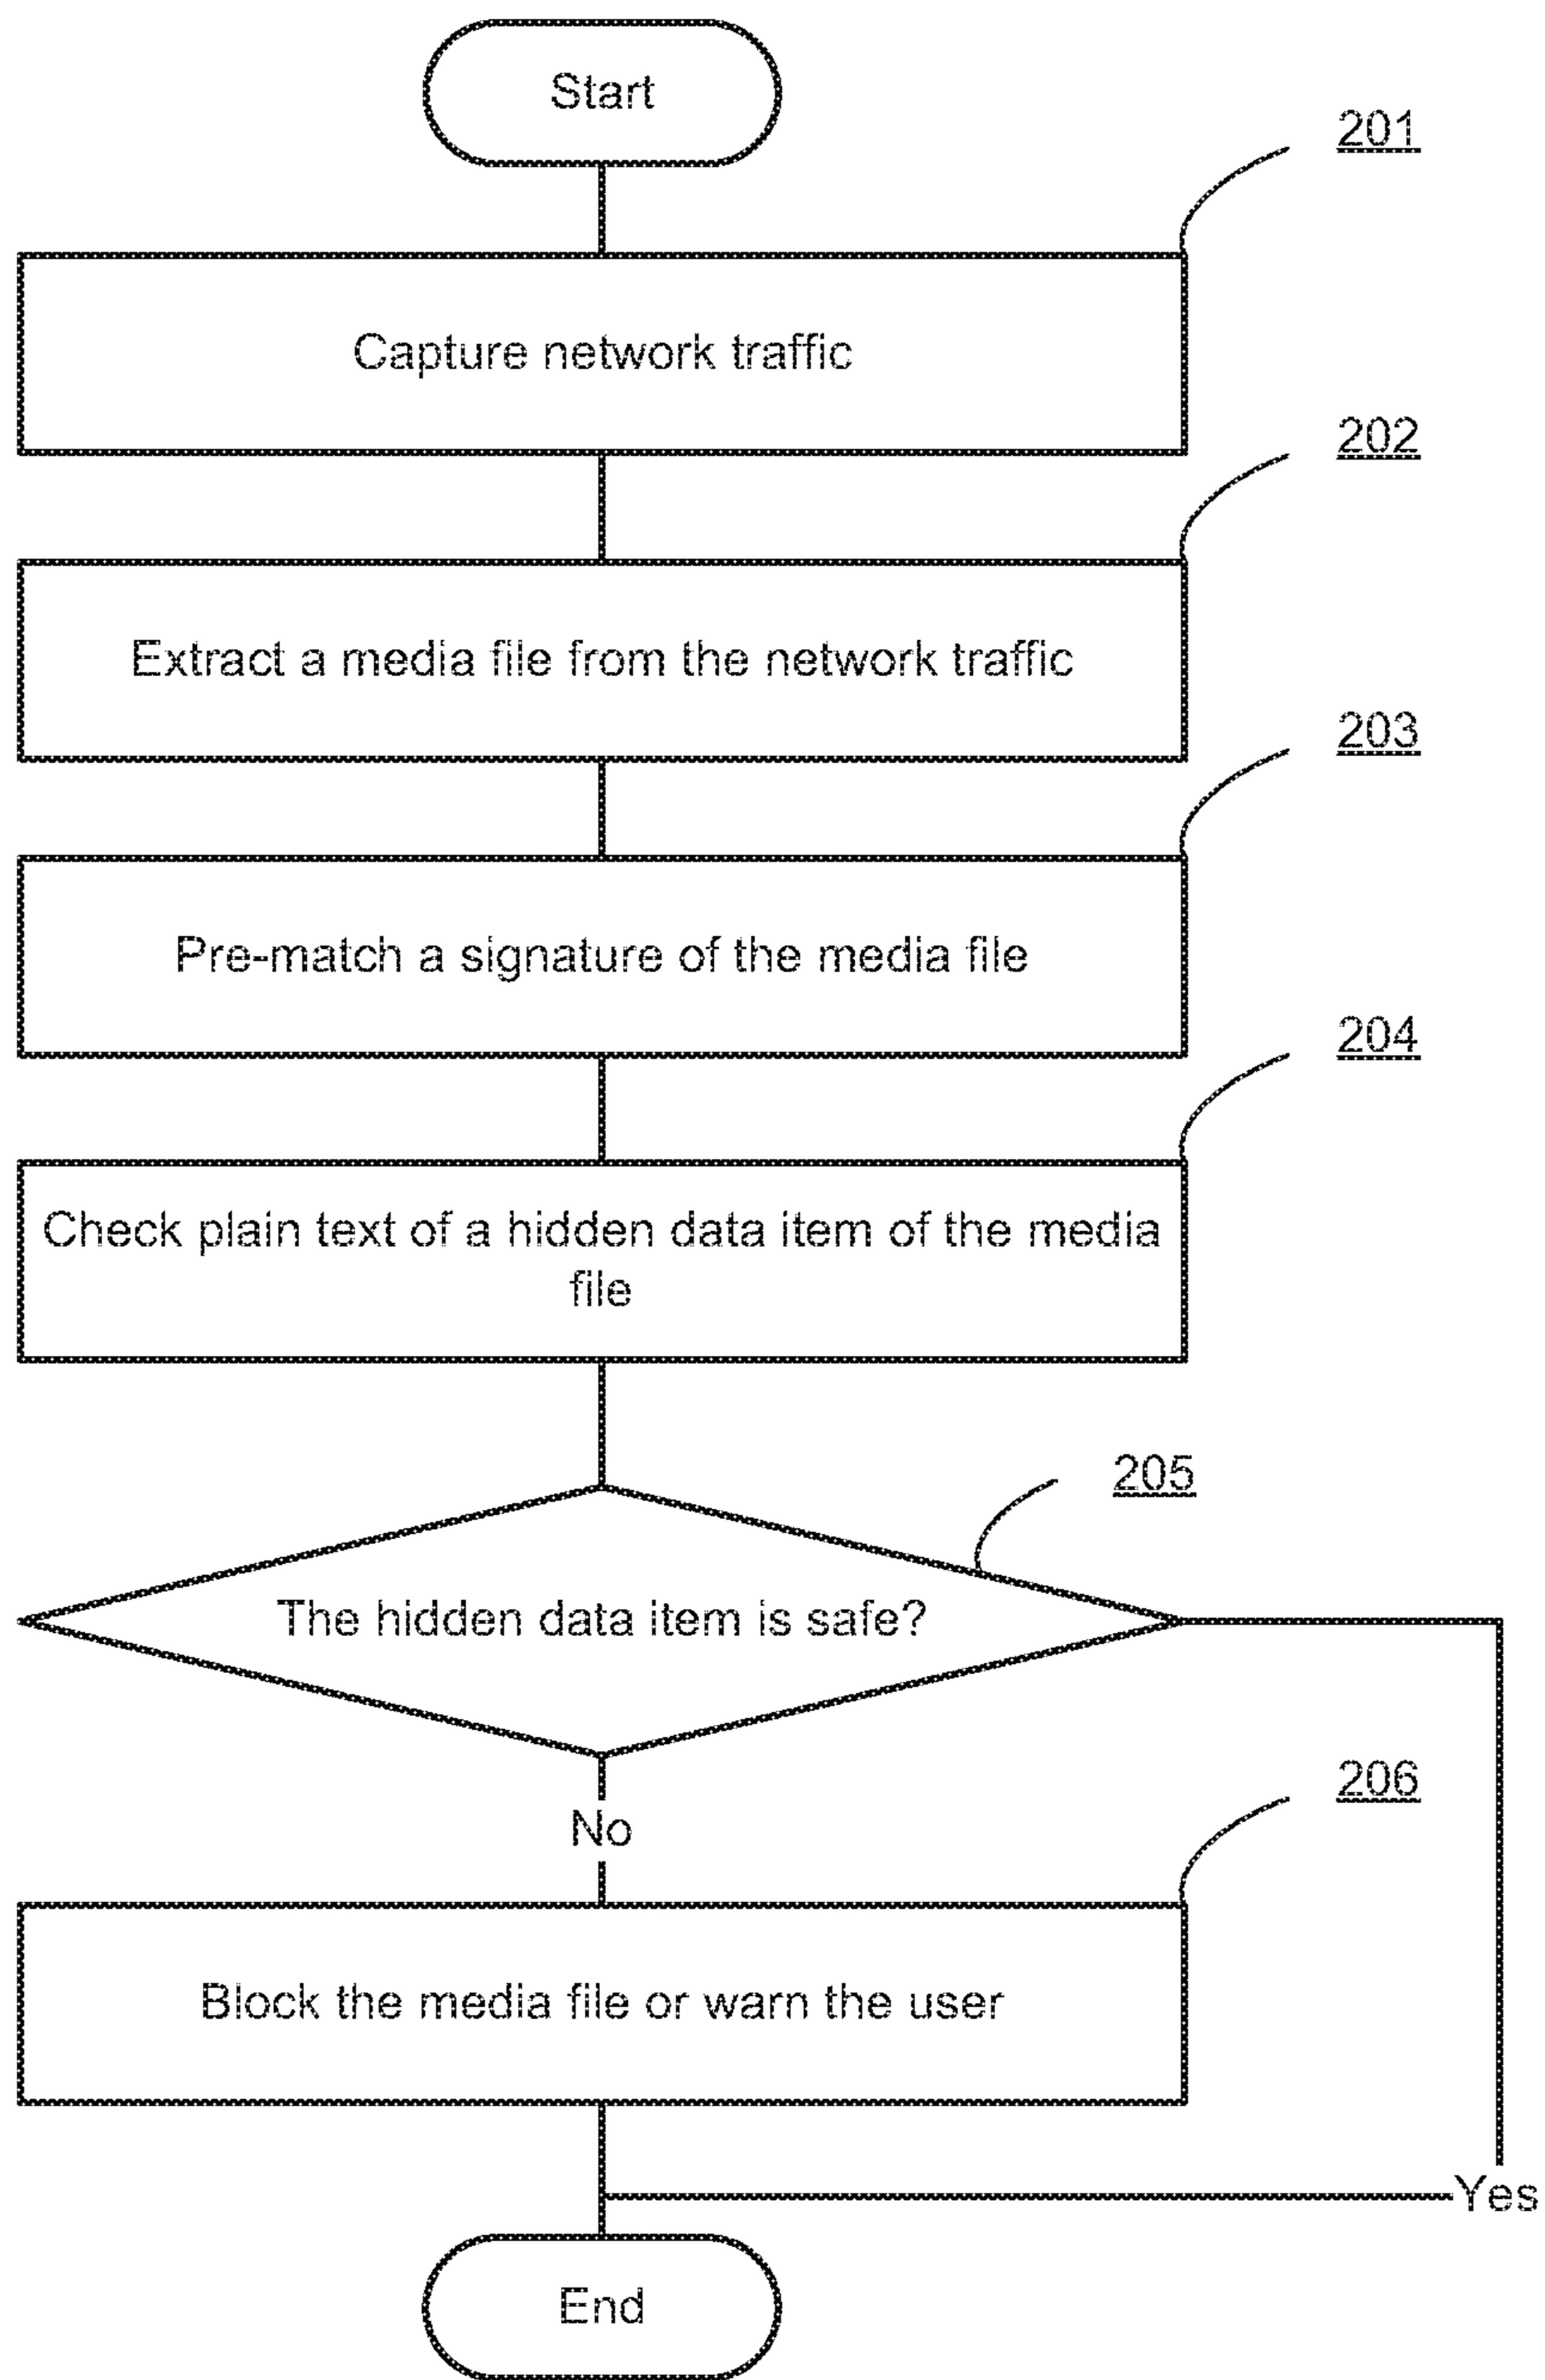 Start
201
Capture network traffic
202
Extract a media file from the network traffic
203
Pre-match a signature of the media file
204
Check plain text of a hidden data item of the media
file
205
The hidden data item is safe?
No
206
Block the media file or warn the user
Yes
End